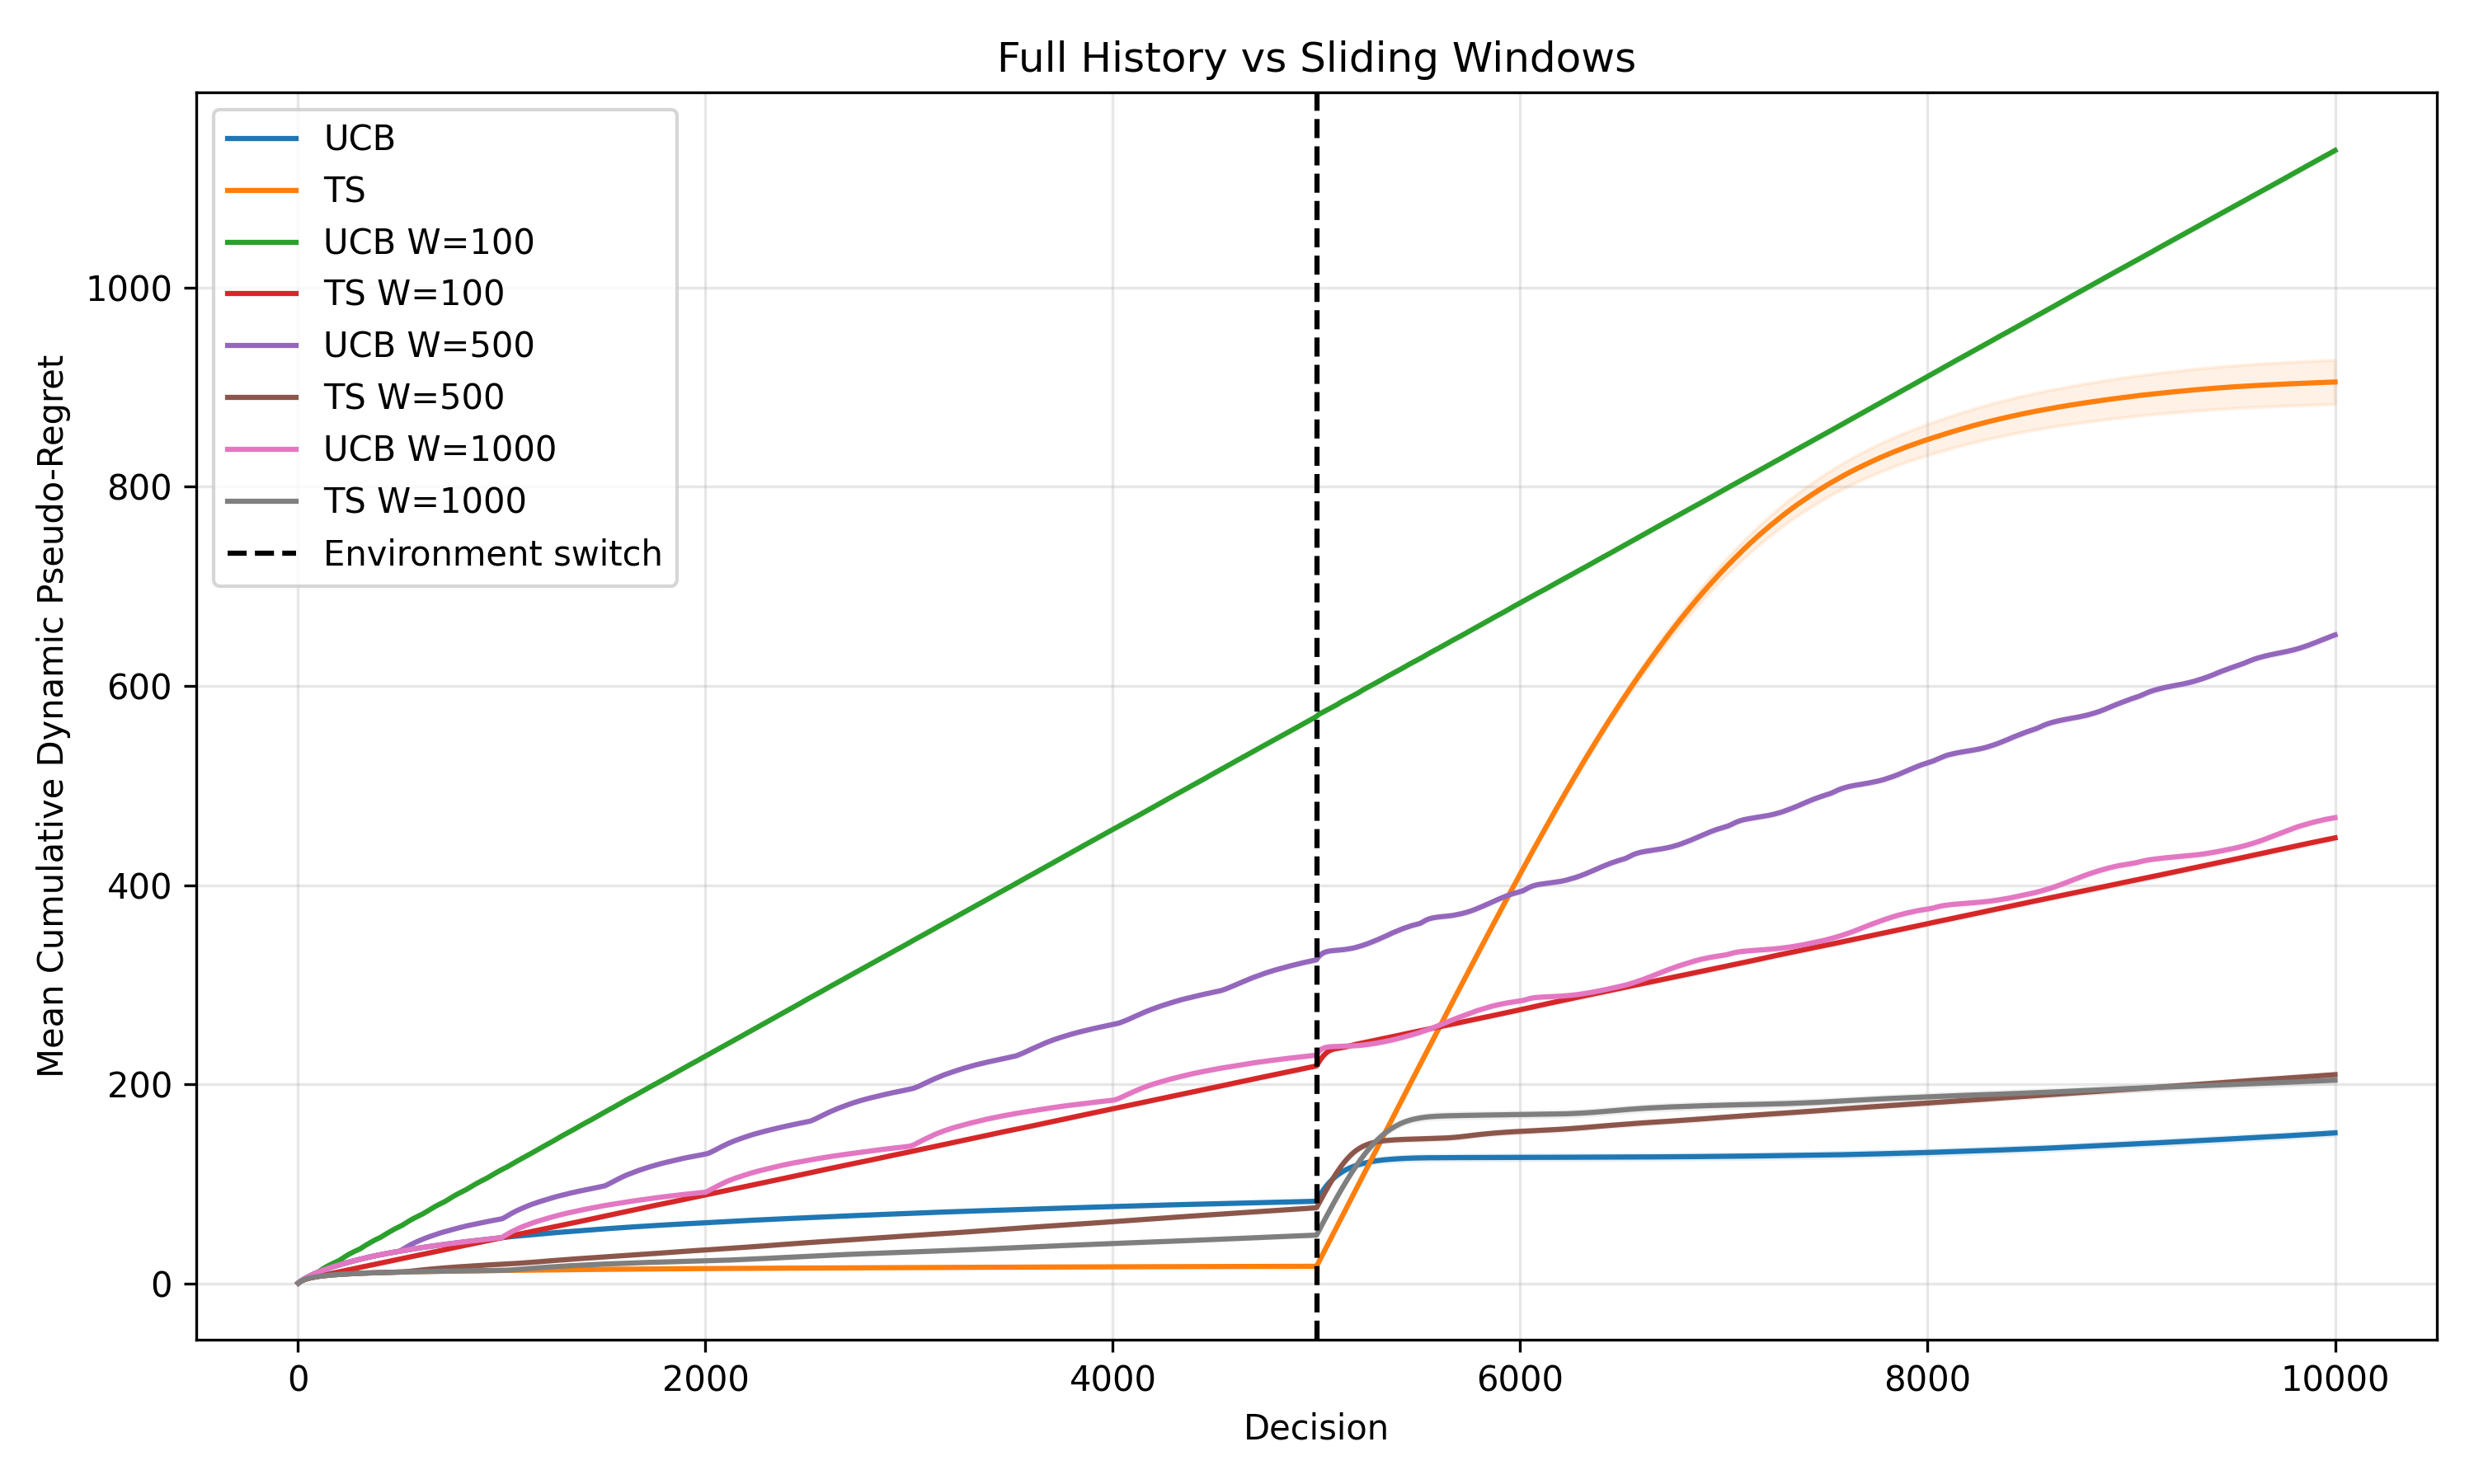 Full History vs Sliding Windows
UCB
TS
UCB W=100
TS W=100
UCB W=500
TS W=500
UCB W=1000
TS W=1000
Environment switch
Mean Cumulative Dynamic Pseudo-Regret
1000
800
600
400
200
0
0
2000
4000
6000
8000
10000
Decision